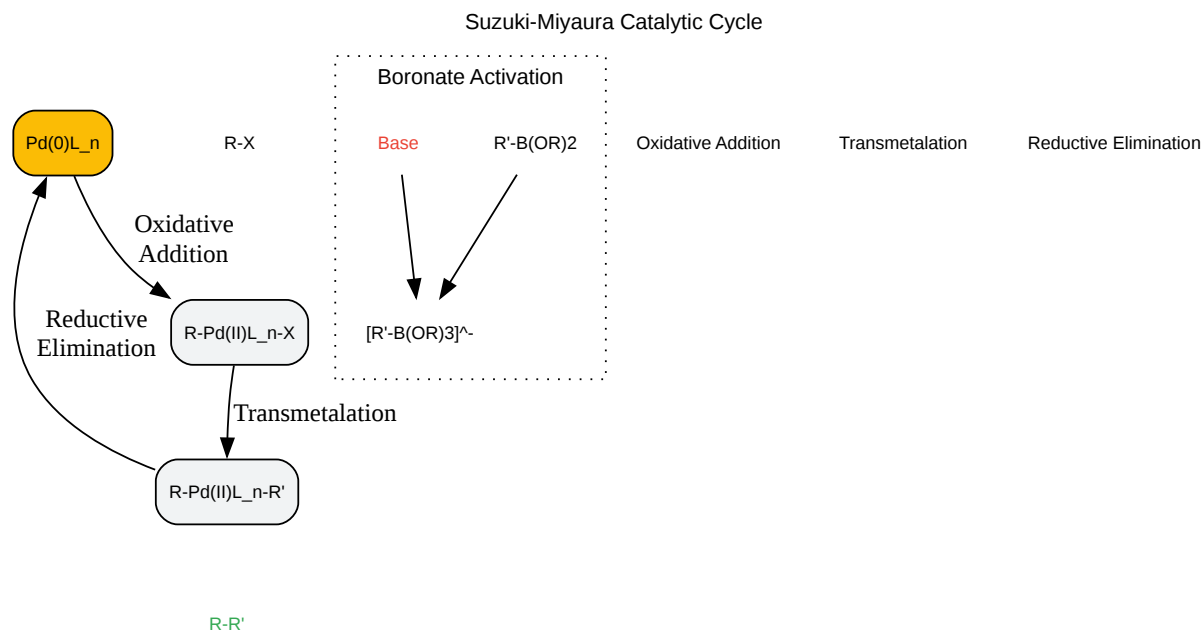 Suzuki-Miyaura Catalytic Cycle
Boronate Activation
Pd(0)L_n
R-X
Base
R'-B(OR)2
Oxidative Addition
Transmetalation
Reductive Elimination
Oxidative
Addition
Reductive
Elimination
R-Pd(II)L_n-X
[R'-B(OR)3]^-
Transmetalation
R-Pd(II)L_n-R'
R-R'